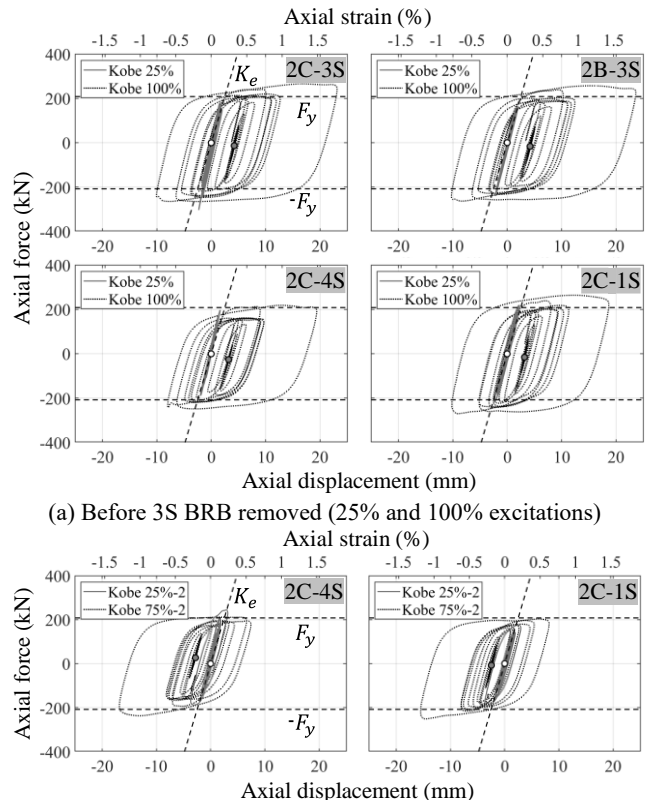 Axial strain (%)
-1.5 -1 -0.5 0 0.5 1 1.5 -1.5 -1 -0.5 0 0.5 1 1.5
400
200
0
-200
-400
Kobe 25%
Kobe 100%
K_e
2C-3S
F_y
-F_y
Kobe 25%
Kobe 100%
2B-3S
-20 -10 0 10 20 -20 -10 0 10 20
Axial force (kN)
400
200
0
-200
-400
Kobe 25%
Kobe 100%
2C-4S
Kobe 25%
Kobe 100%
2C-1S
-20 -10 0 10 20 -20 -10 0 10 20
Axial displacement (mm)
(a) Before 3S BRB removed (25% and 100% excitations)
Axial strain (%)
-1.5 -1 -0.5 0 0.5 1 1.5 -1.5 -1 -0.5 0 0.5 1 1.5
Axial force (kN)
400
200
0
-200
-400
Kobe 25%-2
Kobe 75%-2
K_e
2C-4S
F_y
-F_y
Kobe 25%-2
Kobe 75%-2
2C-1S
-20 -10 0 10 20 -20 -10 0 10 20
Axial displacement (mm)